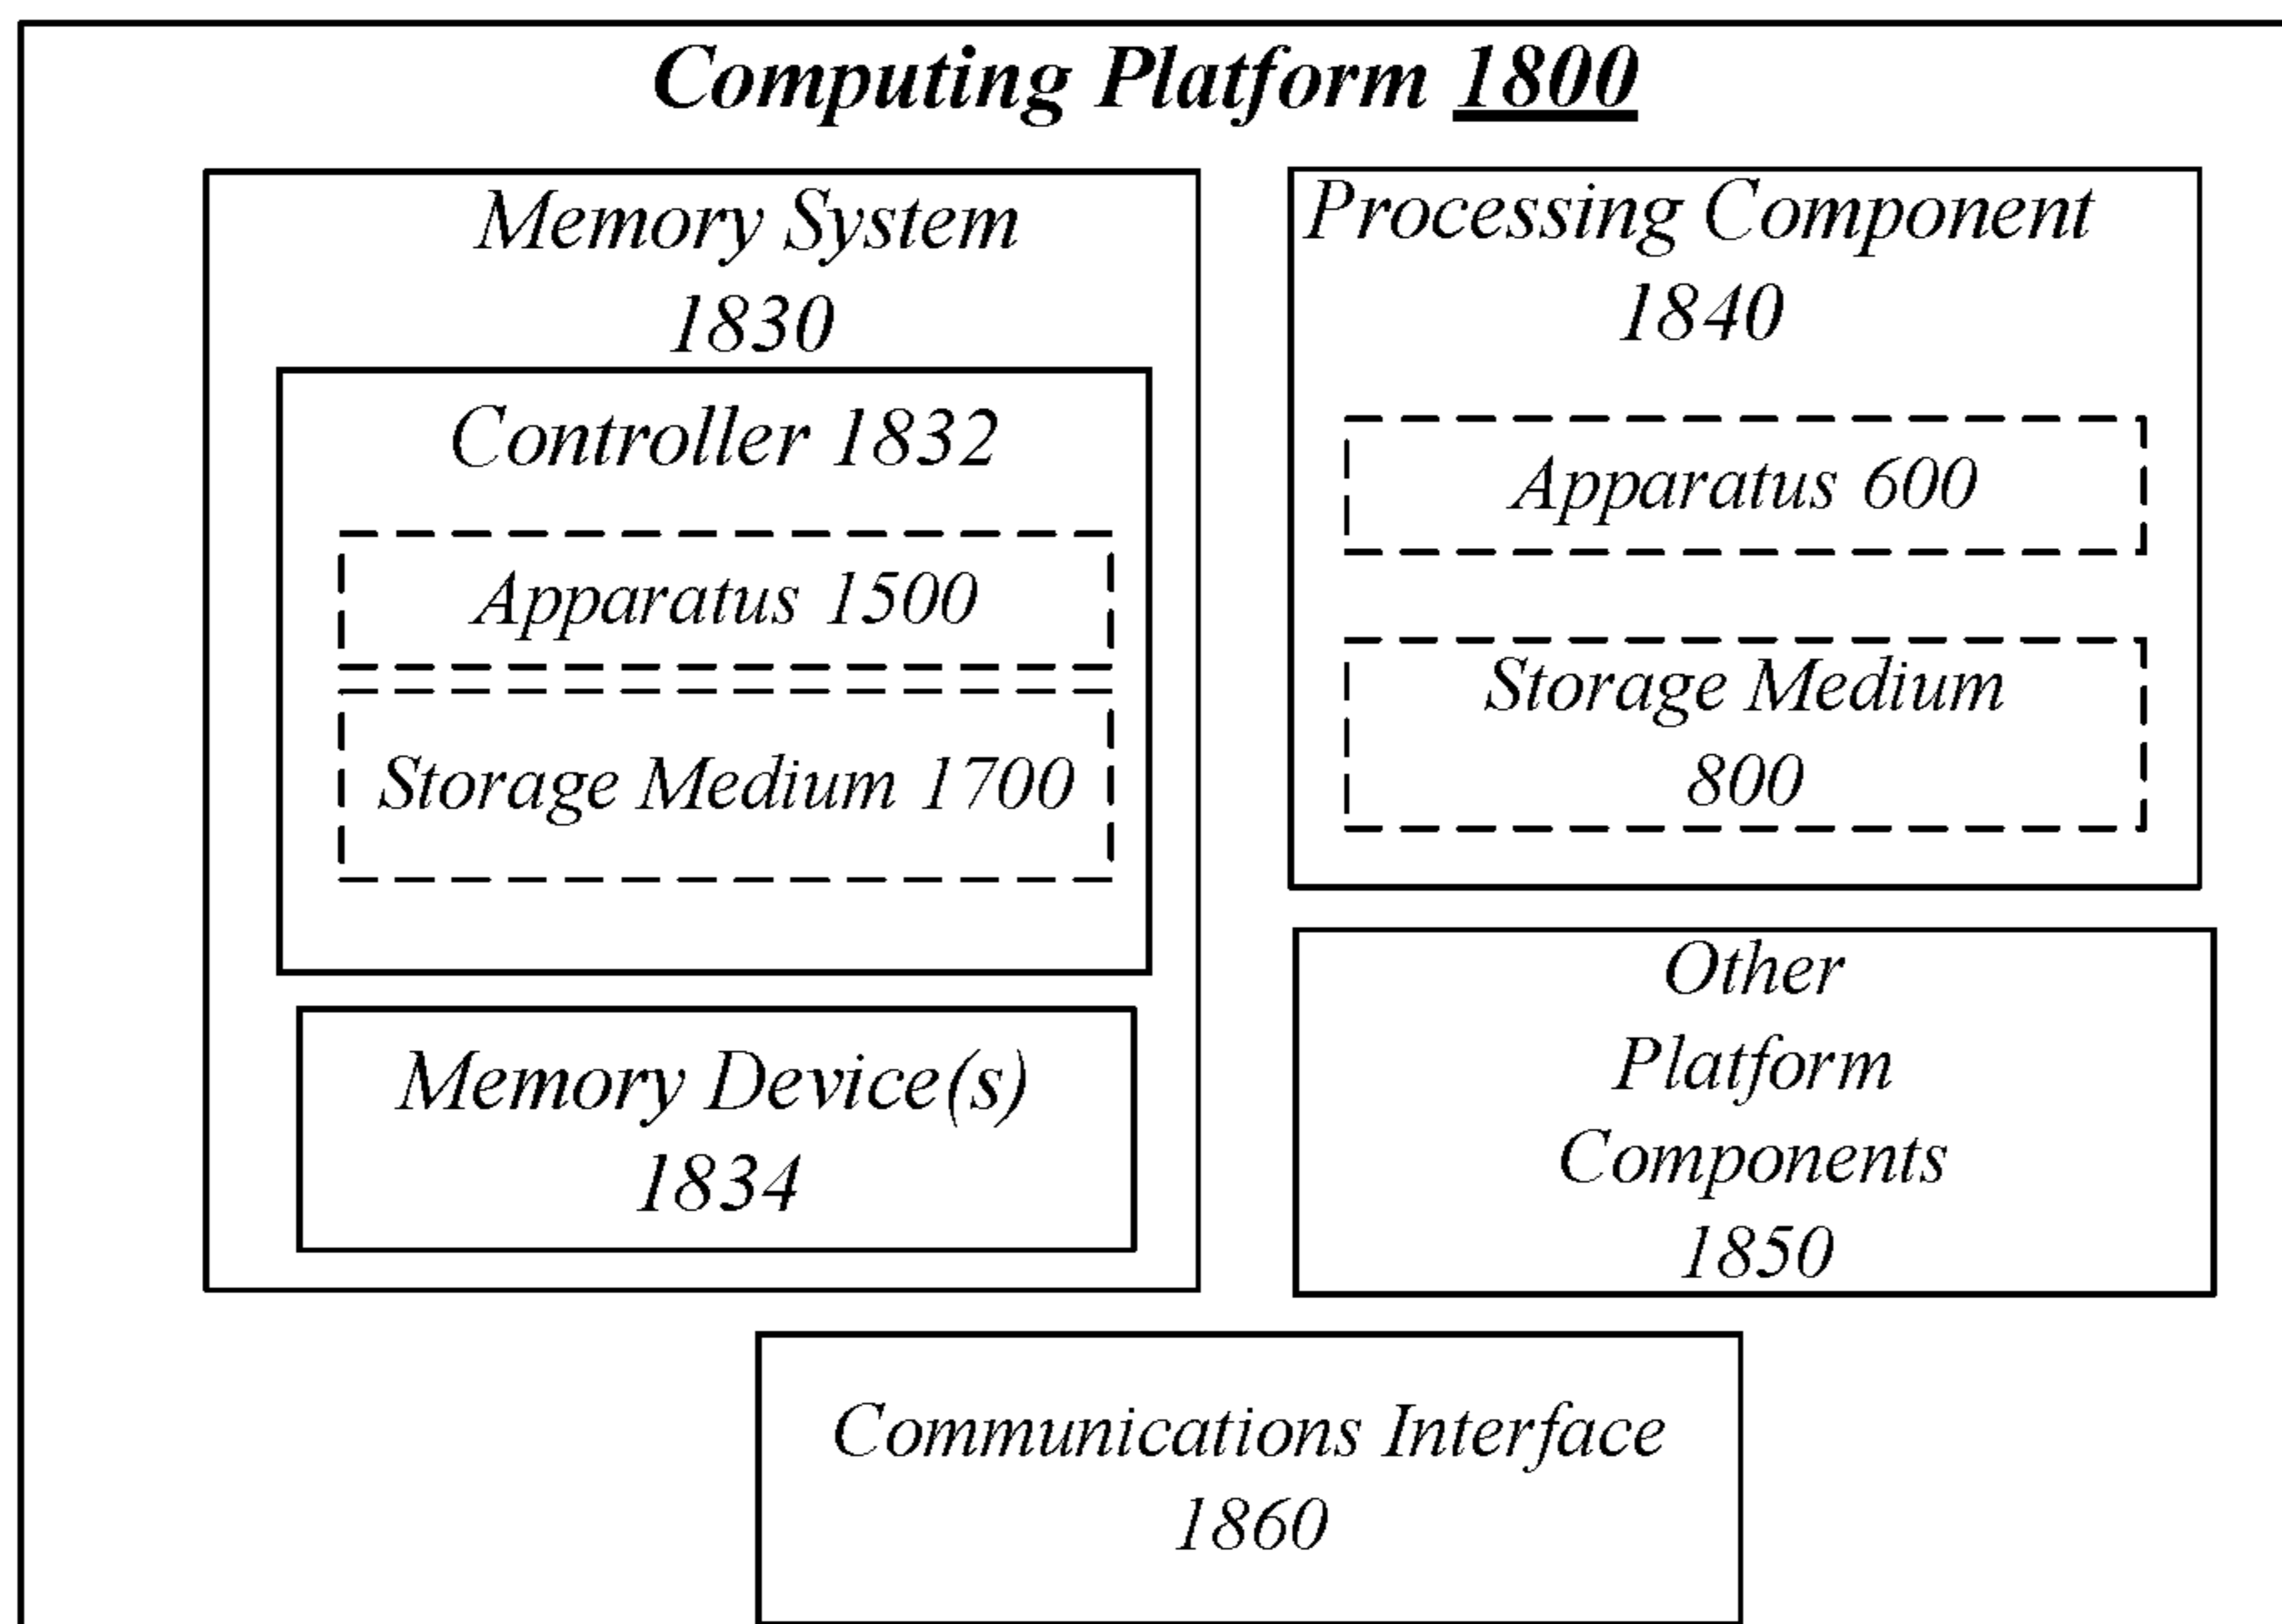 Computing Platform 1800
Memory System
1830
Controller 1832
Apparatus 1500
Storage Medium 1700
Memory Device(s)
1834
Processing Component
1840
Apparatus 600
Storage Medium
800
Other
Platform
Components
1850
Communications Interface
1860